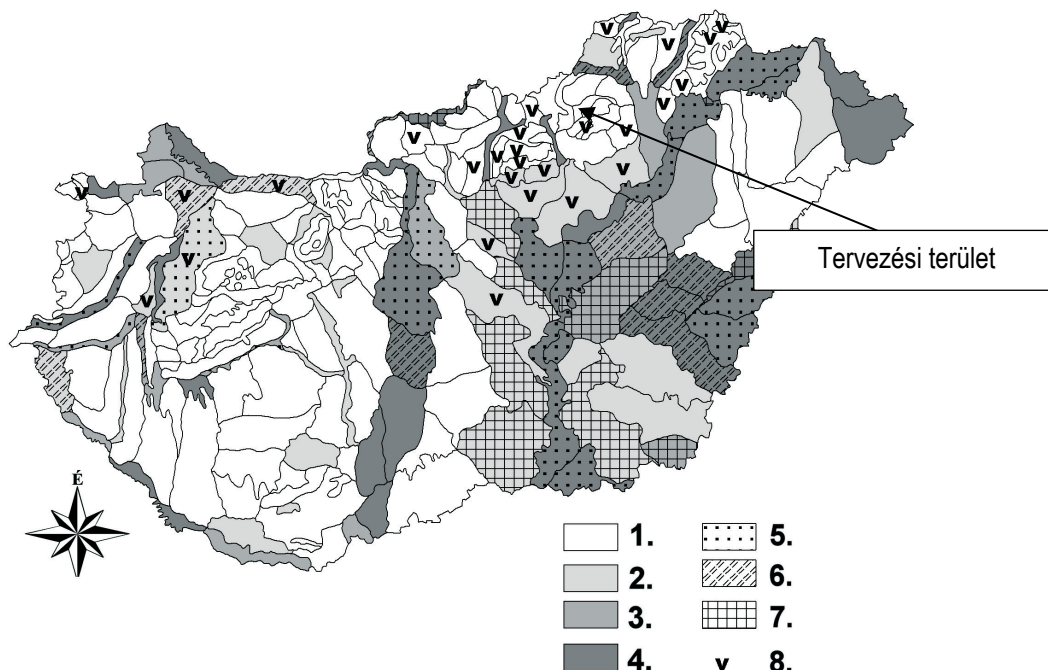 Tervezési terület
É
1.
2.
3.
4.
5.
6.
7.
v 8.